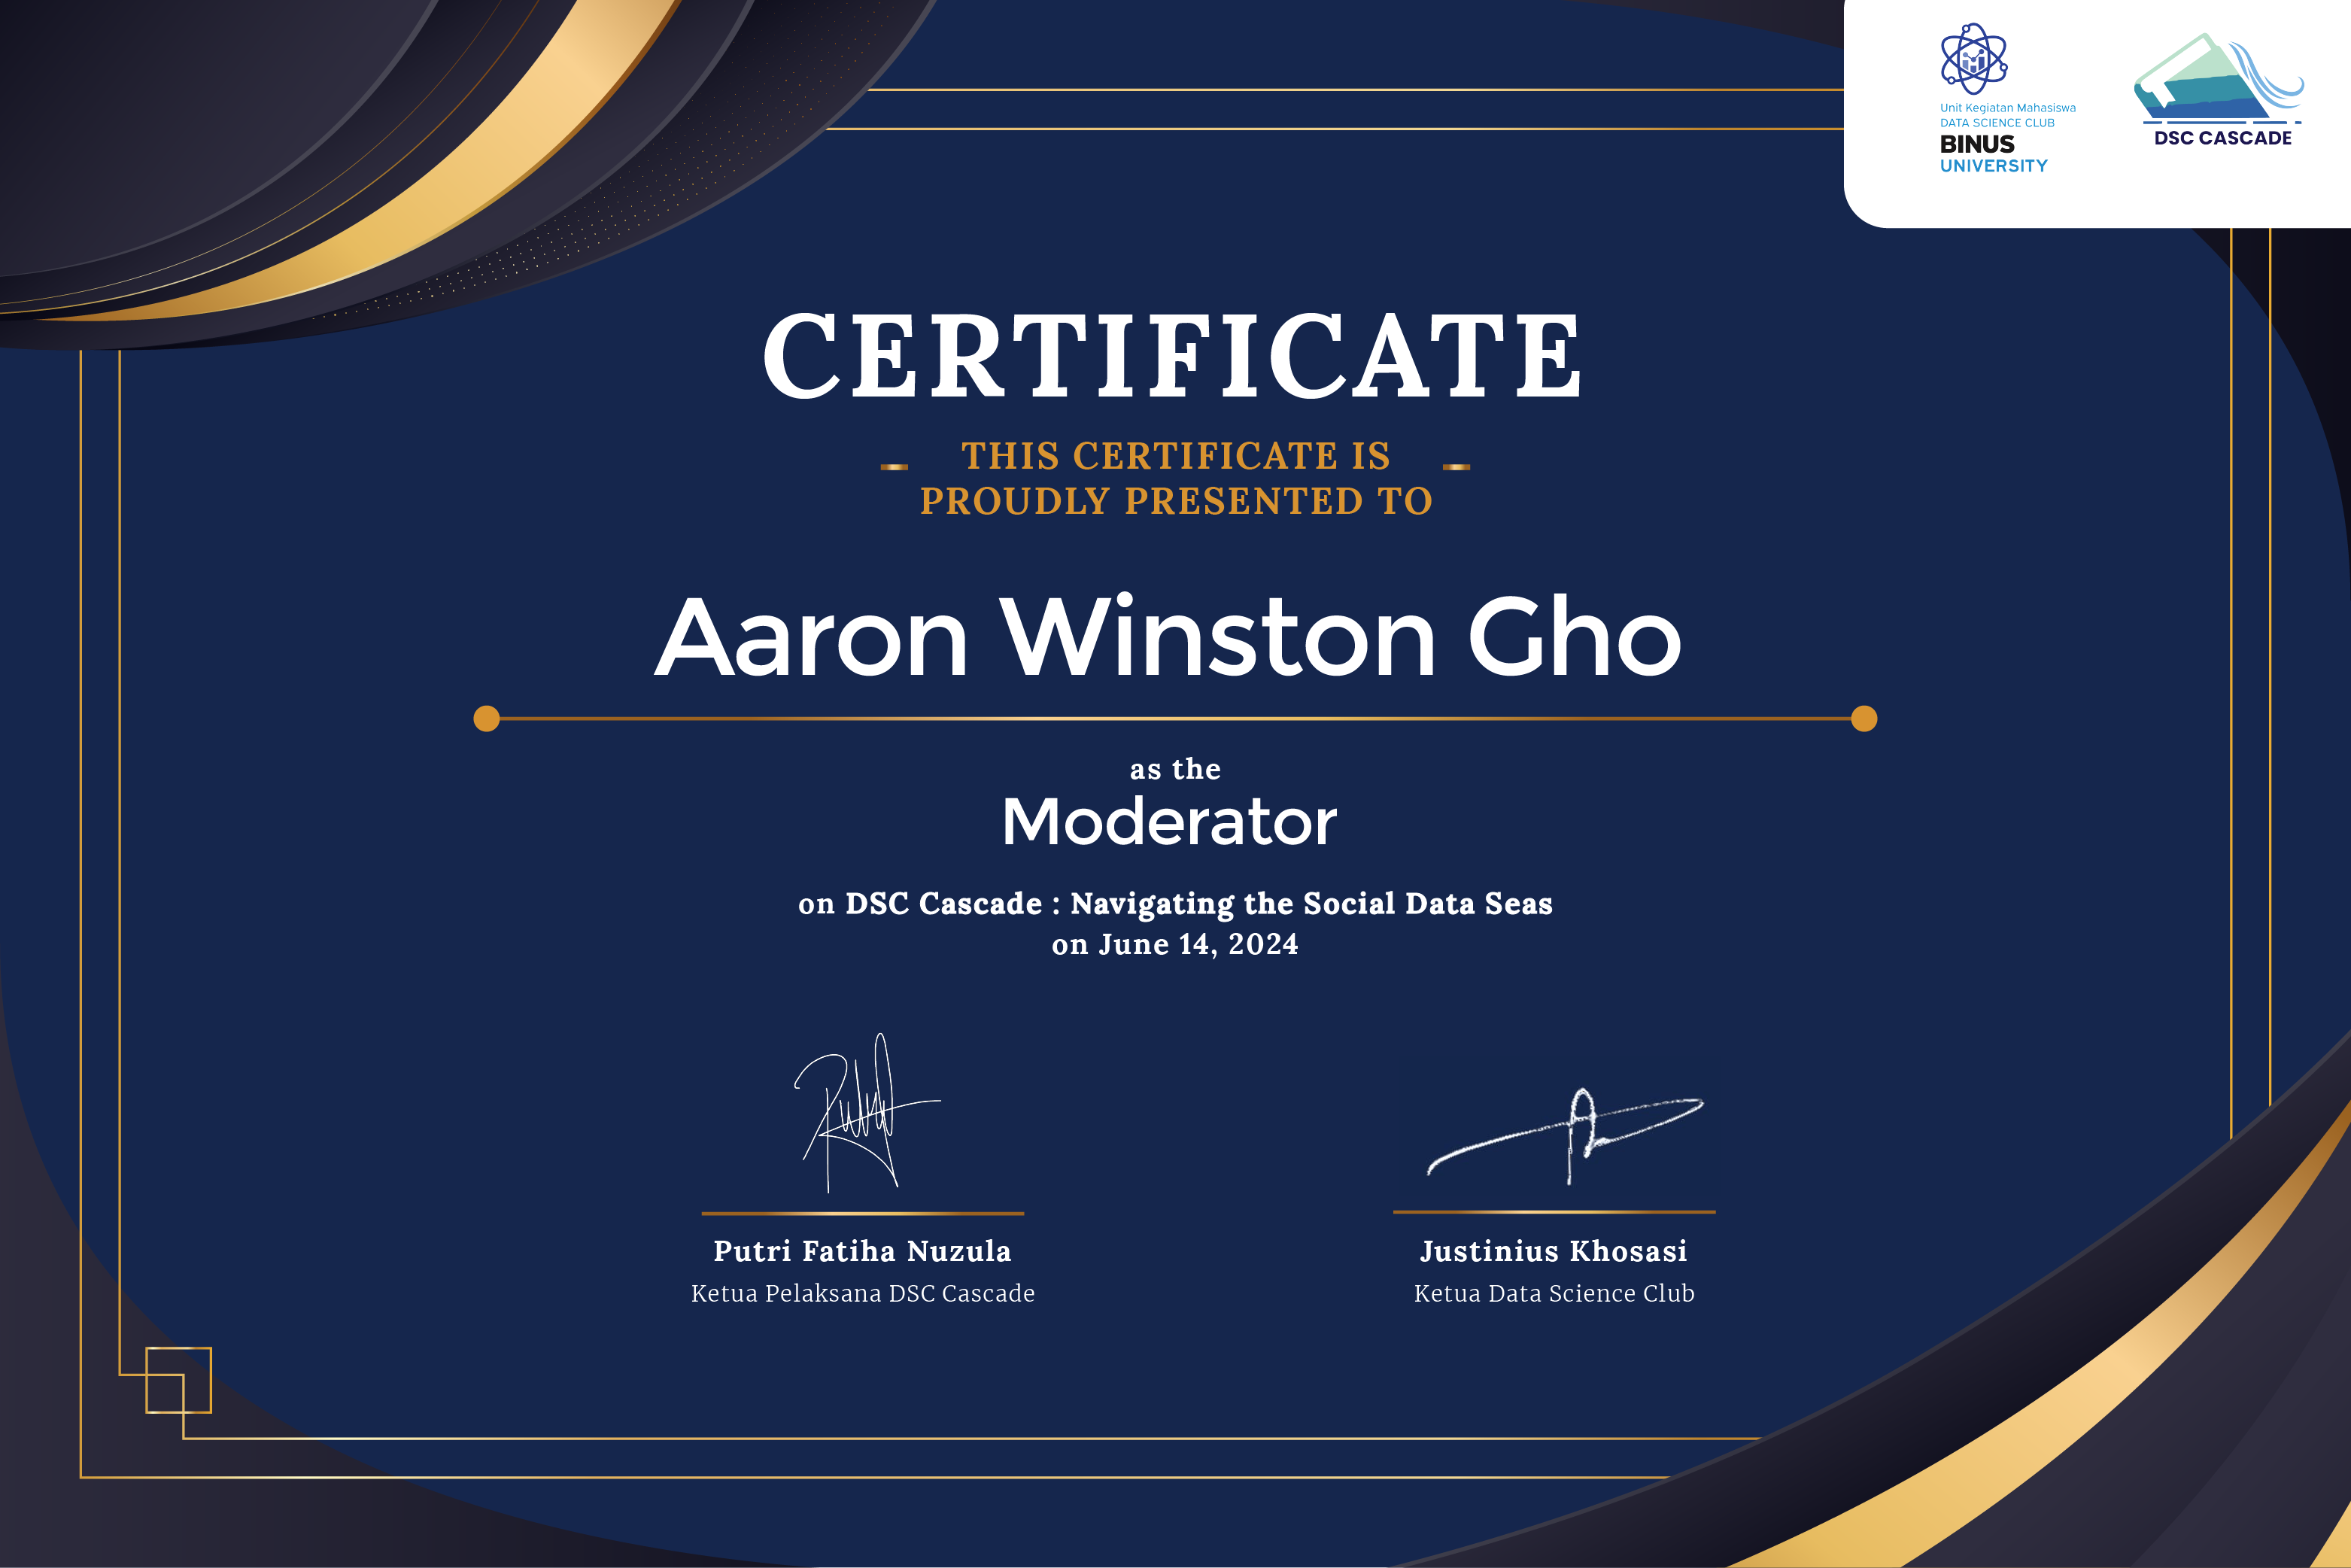 Unit Kegiatan Mahasiswa
DATA SCIENCE CLUB
BINUS
UNIVERSITY
DSC CASCADE
CERTIFICATE
THIS CERTIFICATE IS
PROUDLY PRESENTED TO
Aaron Winston Gho
as the
Moderator
on DSC Cascade : Navigating the Social Data Seas
on June 14, 2024
Putri Fatiha Nuzula
Ketua Pelaksana DSC Cascade
Justinius Khosasi
Ketua Data Science Club